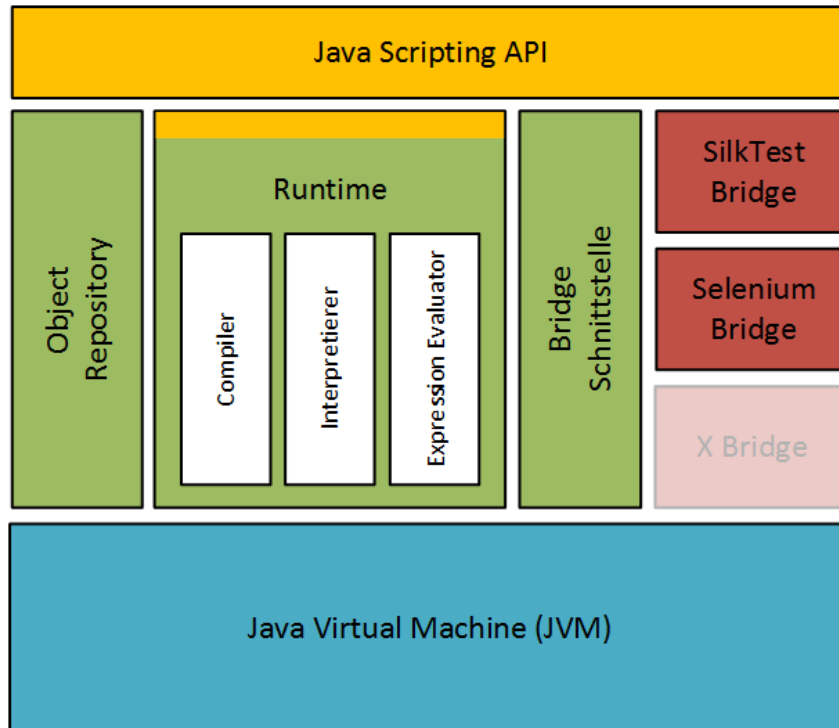 Java Scripting API
Object
Repository
Runtime
Compiler
Interpretierer
Expression Evaluator
Bridge
Schnittstelle
SilkTest
Bridge
Selenium
Bridge
X Bridge
Java Virtual Machine (JVM)